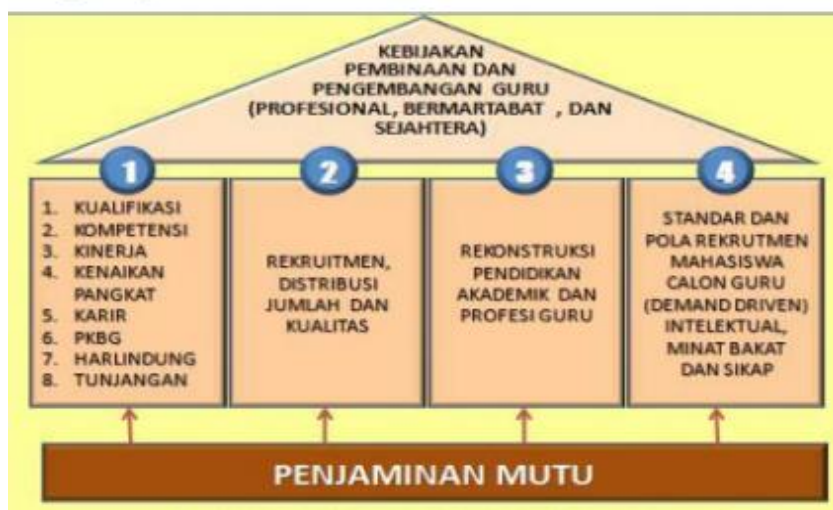 KEBIJAKAN
PEMBINAAN DAN
PENGEMBANGAN GURU
(PROFESIONAL, BERMARTABAT , DAN
SEJAHTERA)
1
1. KUALIFIKASI
2. KOMPETENSI
3. KINERJA
4. KENAIKAN
PANGKAT
5. KARIR
6. PKBG
7. HARLINDUNG
8. TUNJANGAN
2
REKRUITMEN,
DISTRIBUSI
JUMLAH DAN
KUALITAS
3
REKONSTRUKSI
PENDIDIKAN
AKADEMIK DAN
PROFESI GURU
4
STANDAR DAN
POLA REKRUTMEN
MAHASISWA
CALON GURU
(DEMAND DRIVEN)
INTELEKTUAL,
MINAT BAKAT
DAN SIKAP
PENJAMINAN MUTU